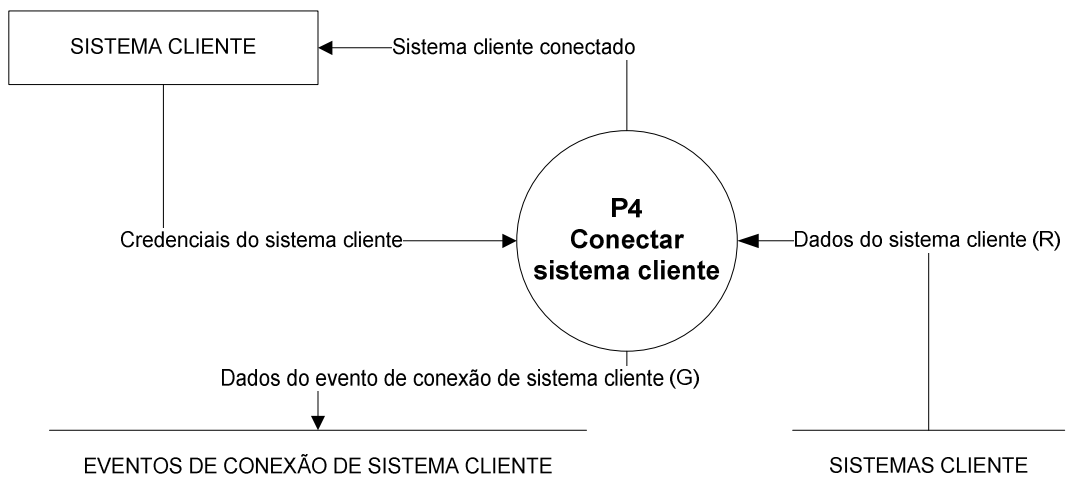 SISTEMA CLIENTE
Sistema cliente conectado
P4
Conectar
sistema cliente
Credenciais do sistema cliente
Dados do sistema cliente (R)
Dados do evento de conexão de sistema cliente (G)
EVENTOS DE CONEXÃO DE SISTEMA CLIENTE
SISTEMAS CLIENTE